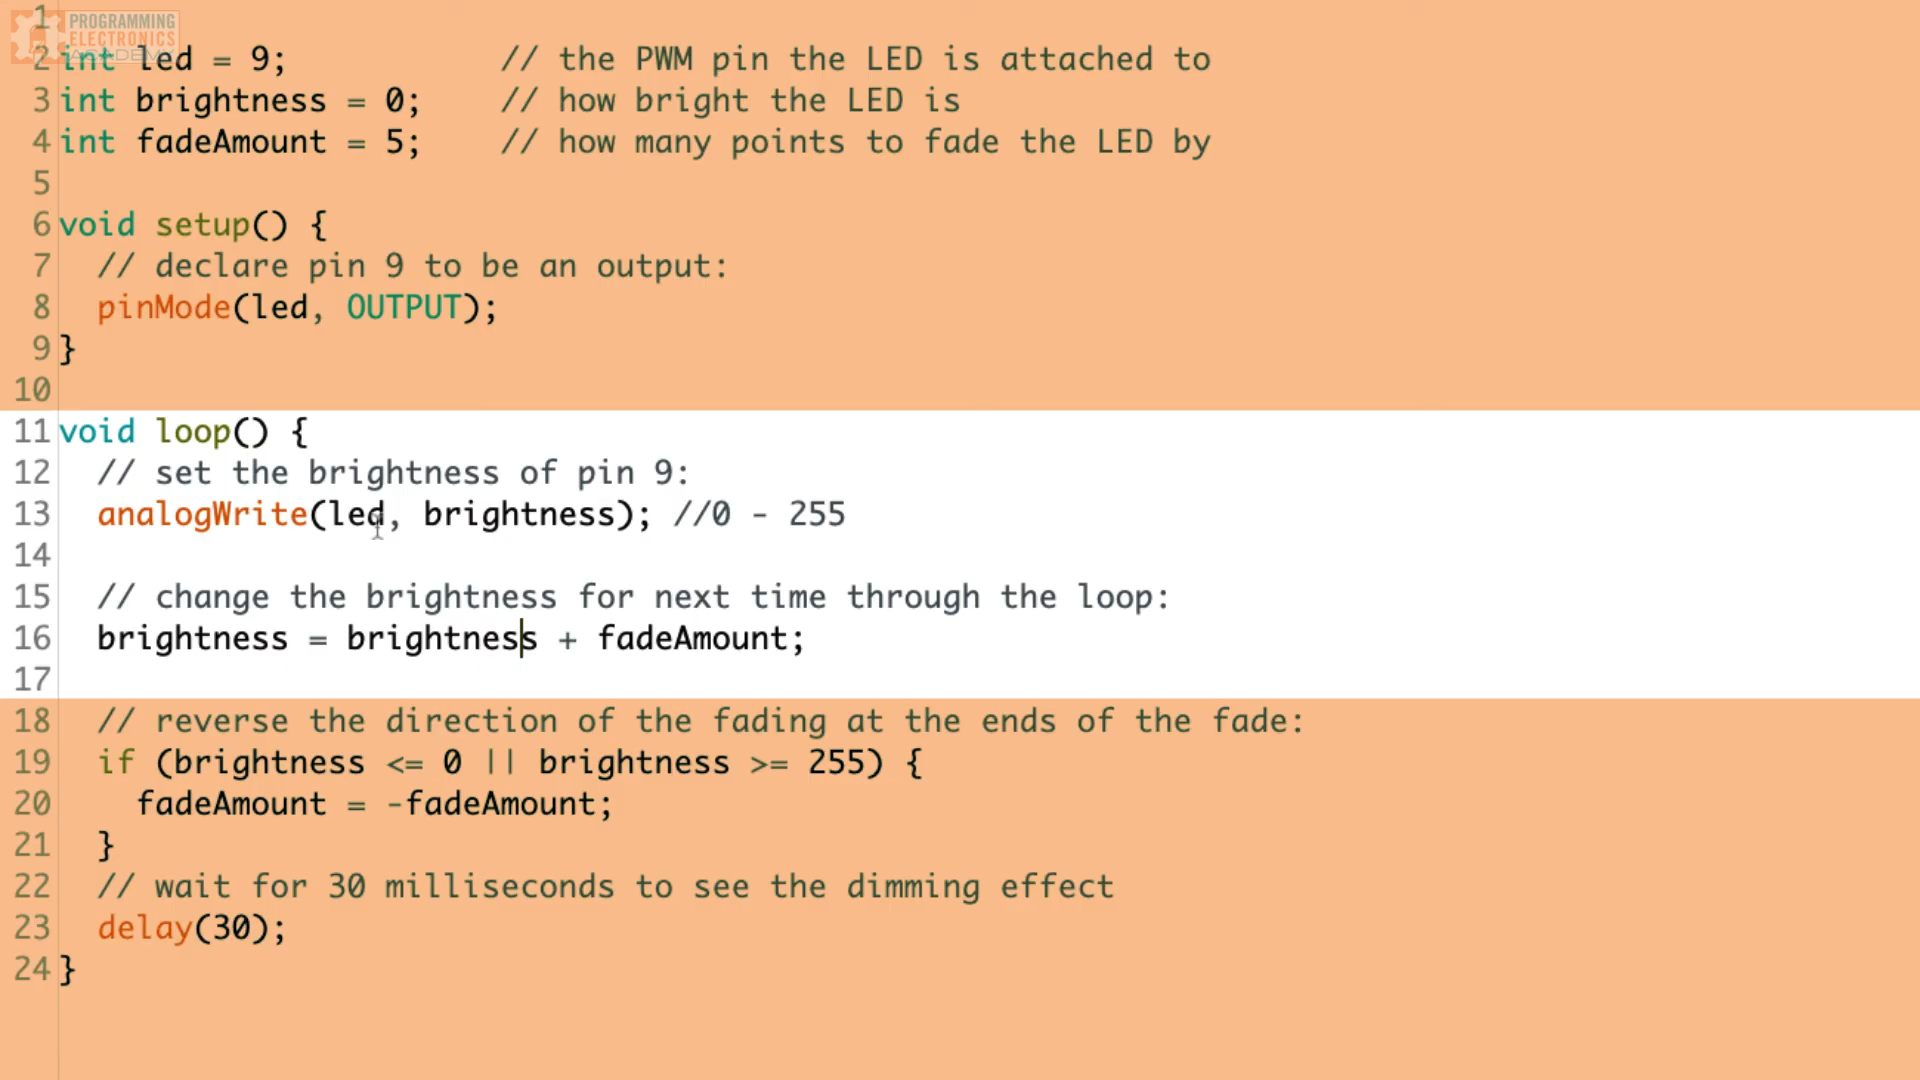 PROGRAMMING
ELECTRONICS
ACADEMY
1
2 int led = 9;           // the PWM pin the LED is attached to
3 int brightness = 0;    // how bright the LED is
4 int fadeAmount = 5;    // how many points to fade the LED by
5
6 void setup() {
7   // declare pin 9 to be an output:
8   pinMode(led, OUTPUT);
9 }
10
11 void loop() {
12   // set the brightness of pin 9:
13   analogWrite(led, brightness); //0 - 255
14
15   // change the brightness for next time through the loop:
16   brightness = brightness + fadeAmount;
17
18   // reverse the direction of the fading at the ends of the fade:
19   if (brightness <= 0 || brightness >= 255) {
20     fadeAmount = -fadeAmount;
21   }
22   // wait for 30 milliseconds to see the dimming effect
23   delay(30);
24 }